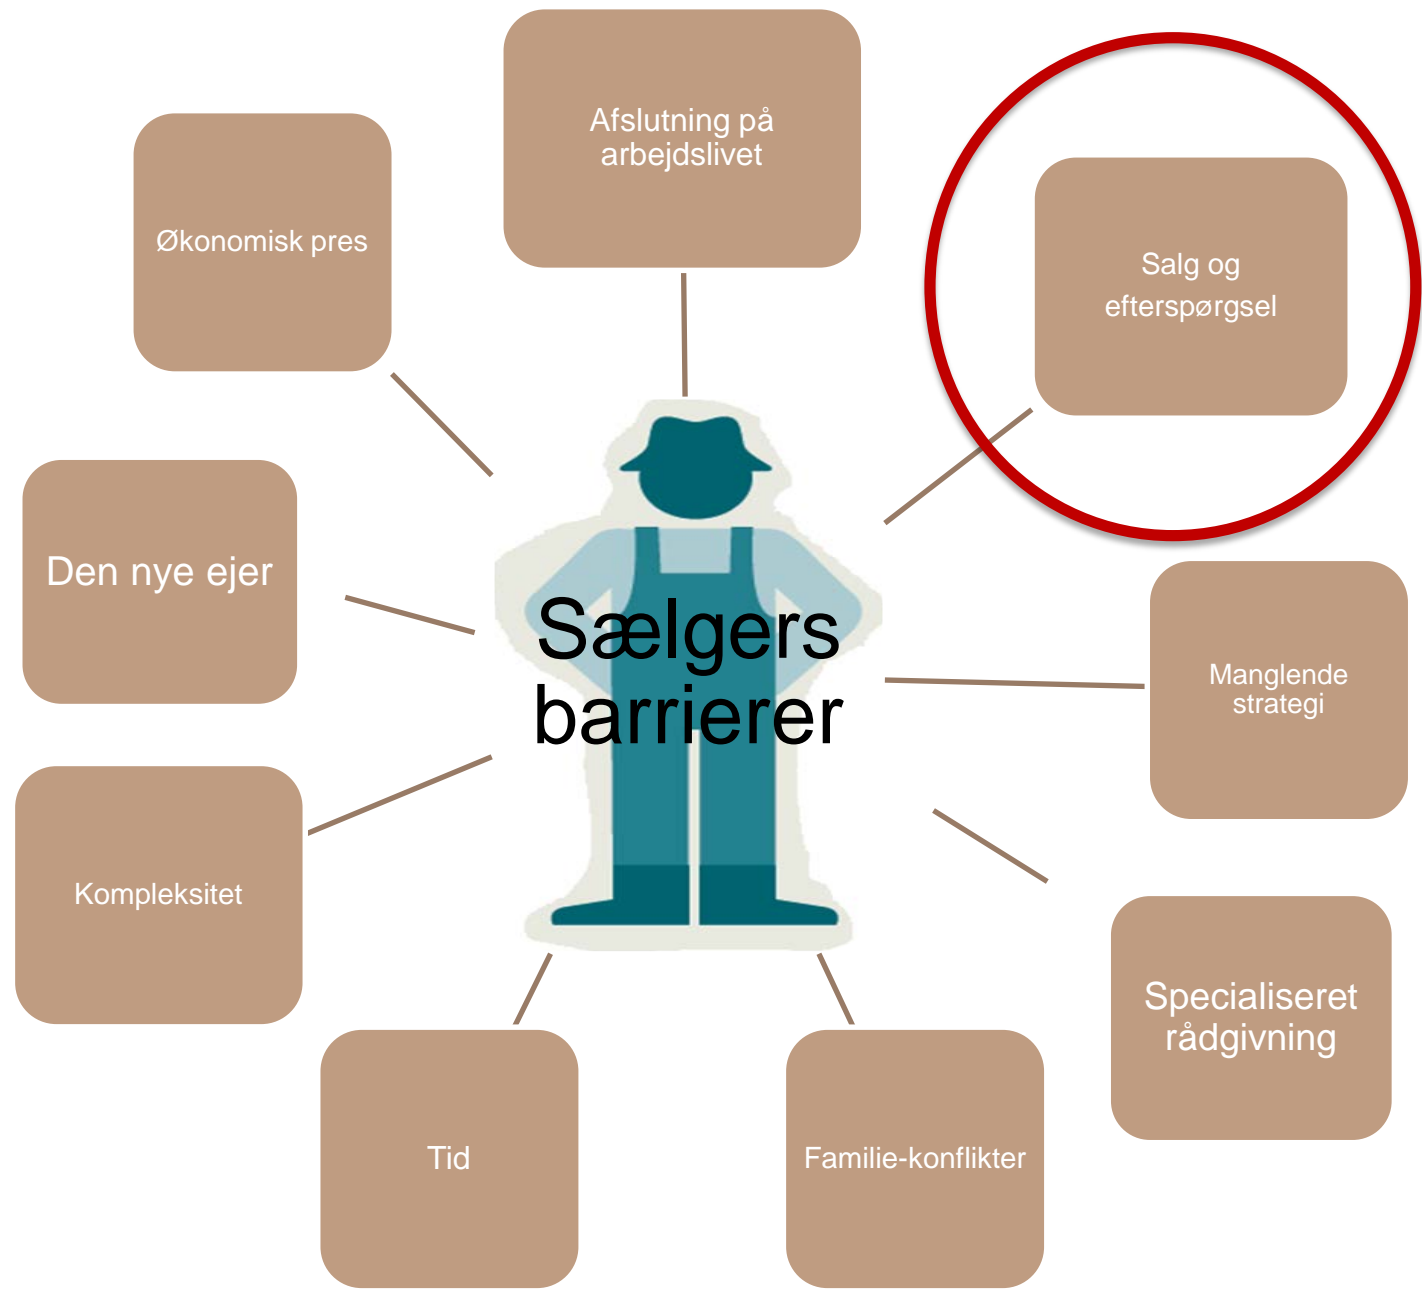 Afslutning på
arbejdslivet
Økonomisk pres
Salg og
efterspørgsel
Den nye ejer
Sælgers
barrierer
Manglende
strategi
Kompleksitet
Specialiseret
rådgivning
Tid
Familie-konflikter